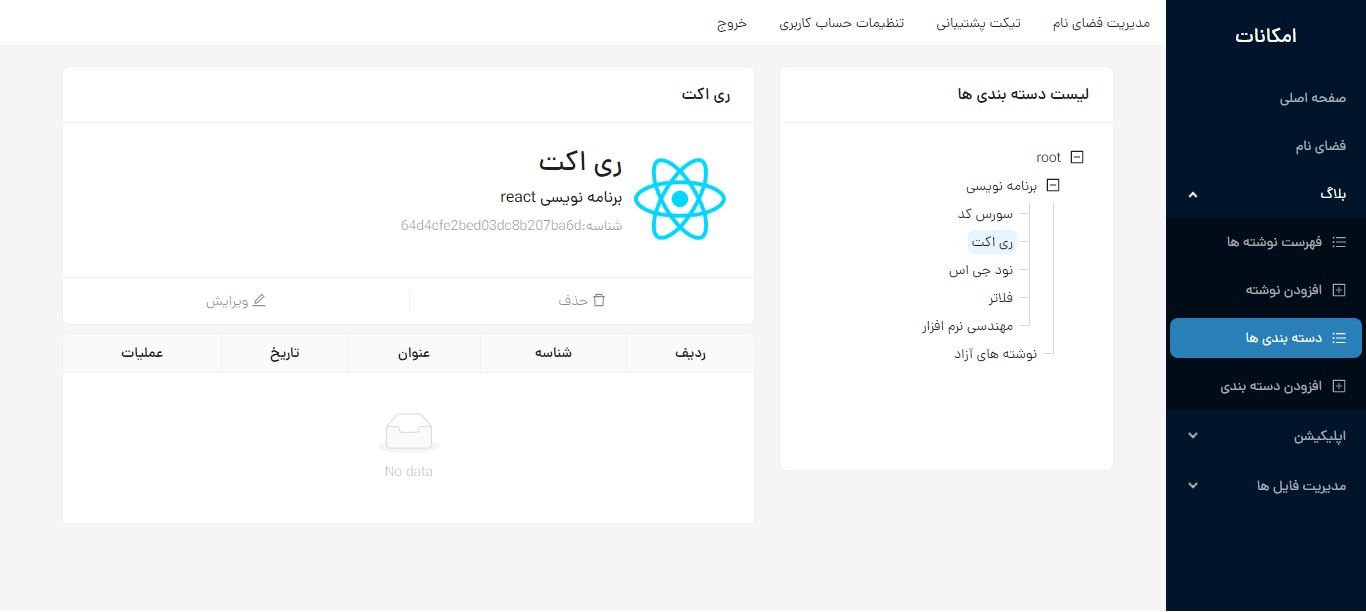 امکانات
صفحه اصلی
فضای نام
بلاگ
فهرست نوشته ها
افزودن نوشته
دسته بندی ها
افزودن دسته بندی
اپلیکیشن
مدیریت فایل ها
مدیریت فضای نام تیکت پشتیبانی تنظیمات حساب کاربری خروج
لیست دسته بندی ها
root
برنامه نویسی
سورس کد
ری اکت
نود جی اس
فلاتر
مهندسی نرم افزار
نوشته های آزاد
ری اکت
ری اکت
برنامه نویسی react
شناسه:64d4cfe2bed03dc8b207ba6d
حذف ویرایش
ردیف شناسه عنوان تاریخ عملیات
No data